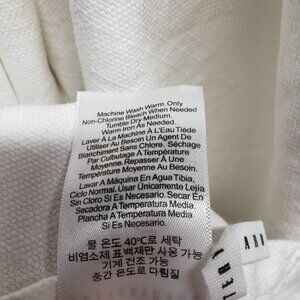 Machine Wash Warm. Only
Non-Chlorine Bleach When Needed
Tumble Dry Medium.
Warm Iron As Needed
Laver À La Machine À L'Eau Tiède
Utiliser Au Besoin Un Agent De
Blanchiment Sans Chlore. Séchage
Par Culbutage À Température
Moyenne. Repasser À Une
Température Moyenne Au Besoin.
Lavar A Máquina En Agua Tibia,
Ciclo Normal. Usar Únicamente Lejía
Sin Cloro Si Es Necesario. Secar En
Secadora A Temperatura Media.
Plancha A Temperatura Media
Si Es Necesario.
물 온도 40℃로 세탁
비염소제 표백제만 사용 가능
기계 건조 가능
중간 온도로 다림질